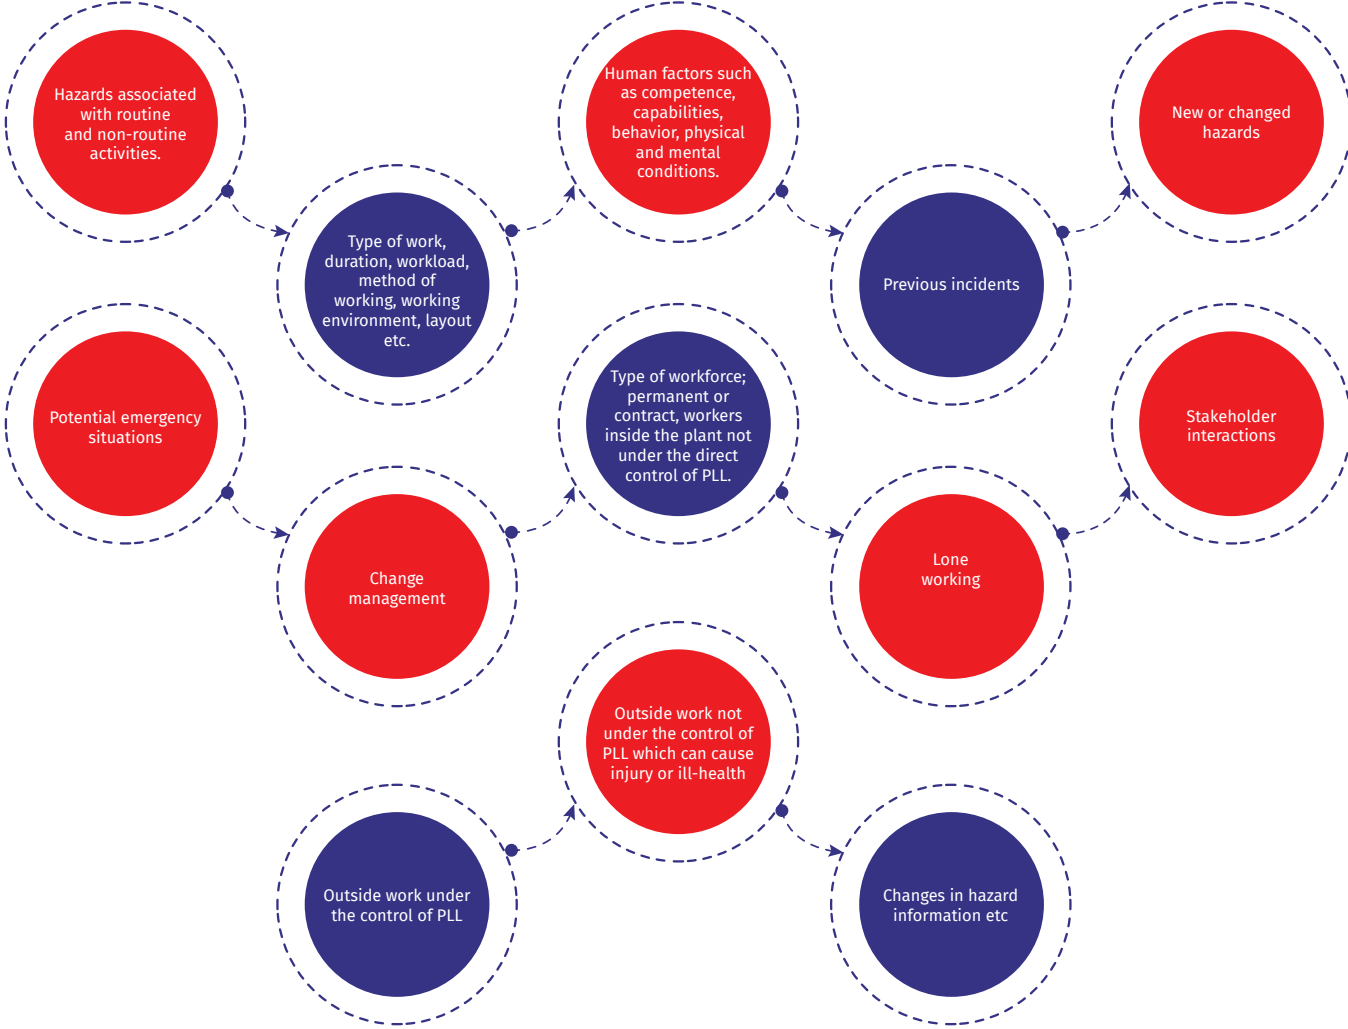 Hazards associated
with routine
and non-routine
activities.
Type of work,
duration, workload,
method of
working, working
environment, layout
etc.
Human factors such
as competence,
capabilities,
behavior, physical
and mental
conditions.
Previous incidents
New or changed
hazards
Potential emergency
situations
Change
management
Type of workforce;
permanent or
contract, workers
inside the plant not
under the direct
control of PLL.
Lone
working
Stakeholder
interactions
Outside work under
the control of PLL
Outside work not
under the control of
PLL which can cause
injury or ill-health
Changes in hazard
information etc